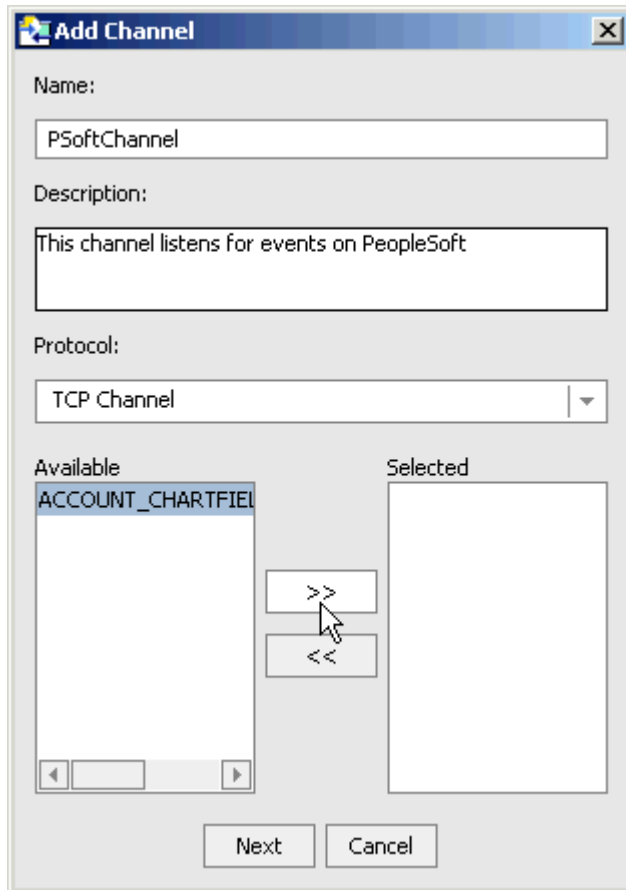 Add Channel
Name:
PSoftChannel
Description:
This channel listens for events on PeopleSoft
Protocol:
TCP Channel
Available
Selected
ACCOUNT_CHARTFIEL
>>
<<
Next
Cancel